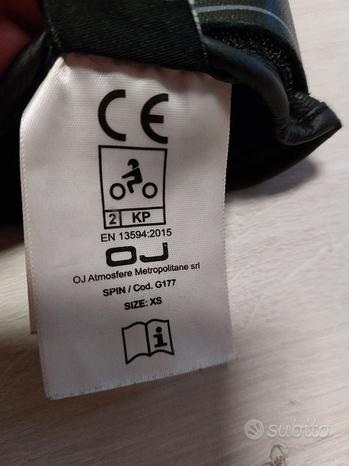 CE
2 KP
EN 13594:2015
OJ
OJ Atmosfere Metropolitane srl
SPIN / Cod. G177
SIZE: XS
i
subito